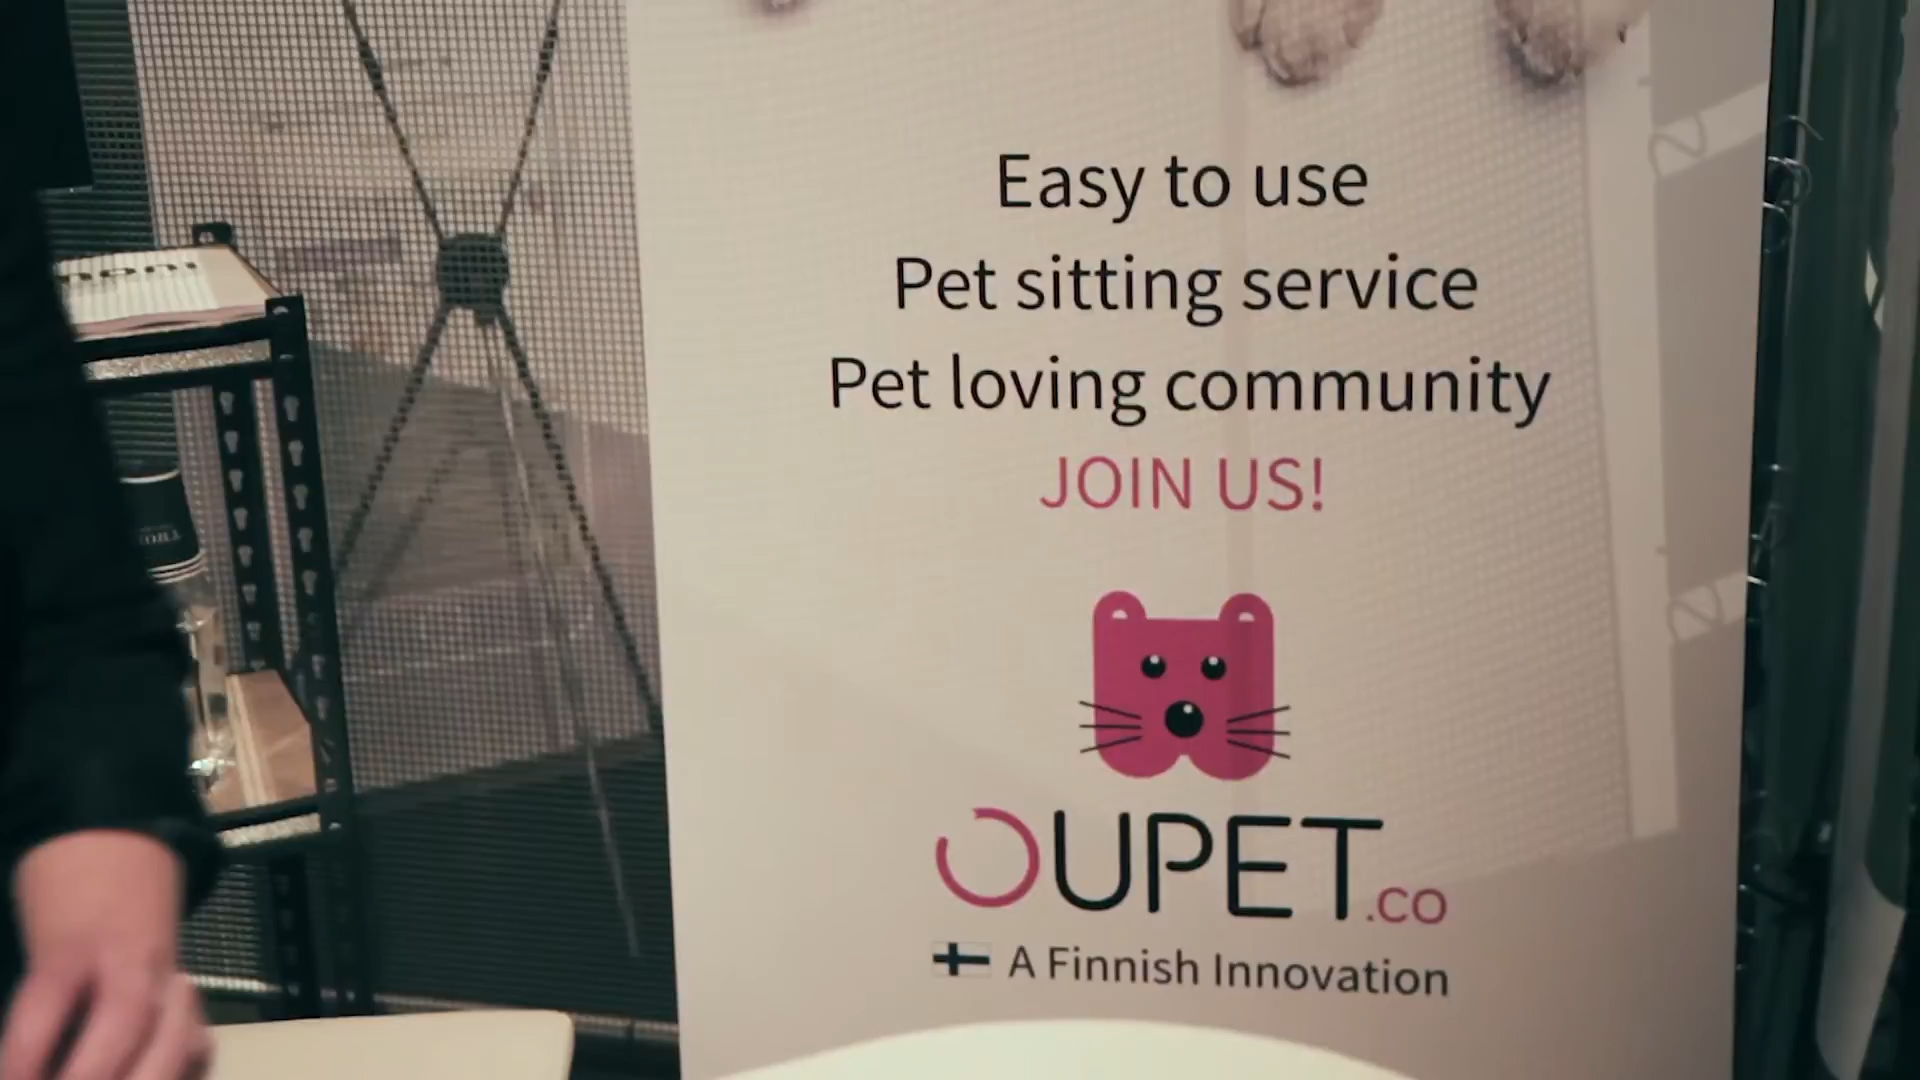 Easy to use
Pet sitting service
Pet loving community
JOIN US!
OUPET.co
A Finnish Innovation